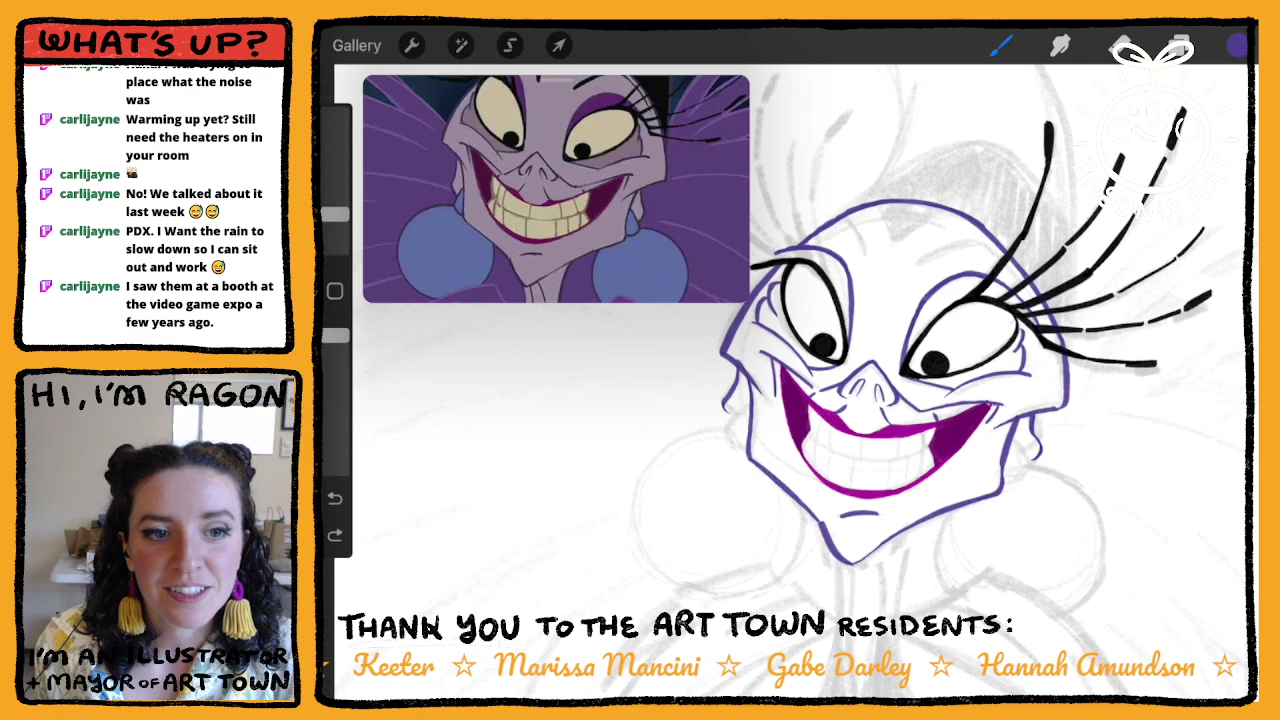 WHAT'S UP?
carlijayne
place what the noise
was
carlijayne Warming up yet? Still
need the heaters on in
your room
carlijayne
carlijayne No! We talked about it
last week
carlijayne PDX. I Want the rain to
slow down so I can sit
out and work
carlijayne I saw them at a booth at
the video game expo a
few years ago.
HI, I'M RAGON
I'M AN ILLUSTRATOR
+ MAYOR OF ART TOWN
Gallery
THANK YOU TO THE ART TOWN RESIDENTS:
Keeter ☆ Marissa Mancini ☆ Gabe Darley ☆ Hannah Amundson ☆